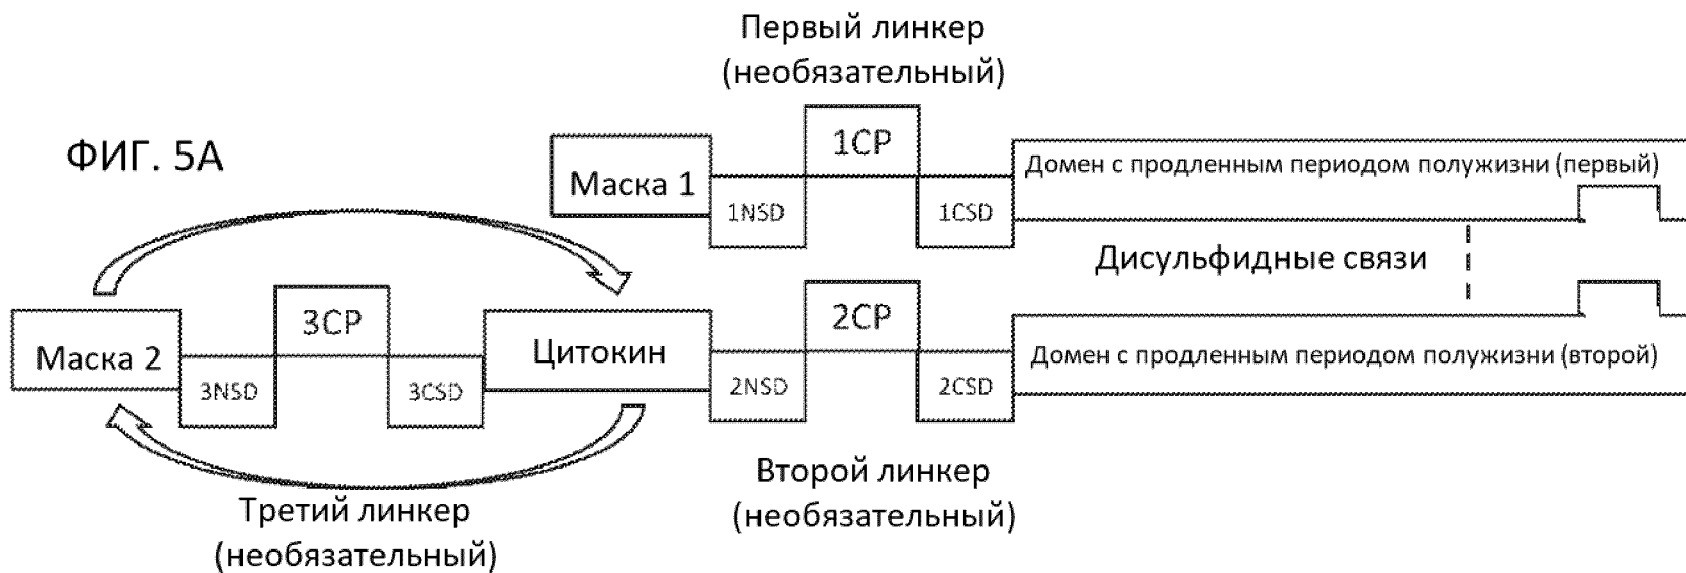 Первый линкер
(необязательный)
ФИГ. 5А
1CP
Маска 1
Домен с продленным периодом полужизни (первый)
1NSD
1CSD
Дисульфидные связи
3CP
2CP
Маска 2
Цитокин
Домен с продленным периодом полужизни (второй)
3NSD
3CSD
2NSD
2CSD
Второй линкер
(необязательный)
Третий линкер
(необязательный)